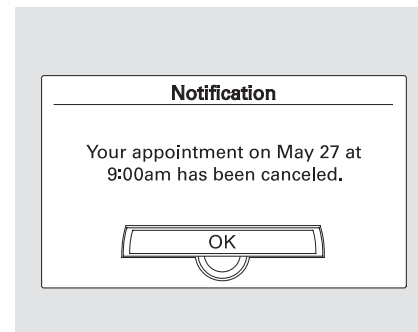 Notification
Your appointment on May 27 at
9:00am has been canceled.
OK